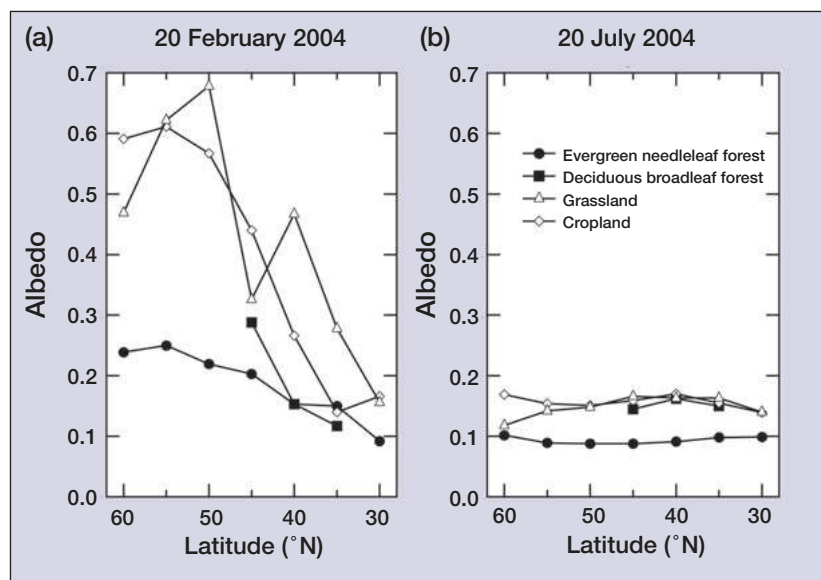 (a) 20 February 2004
0.7
0.6
0.5
0.4
0.3
0.2
0.1
0.0
Albedo
60 50 40 30
Latitude (°N)
(b) 20 July 2004
0.7
0.6
0.5
0.4
0.3
0.2
0.1
0.0
Albedo
Evergreen needleleaf forest
Deciduous broadleaf forest
Grassland
Cropland
60 50 40 30
Latitude (°N)